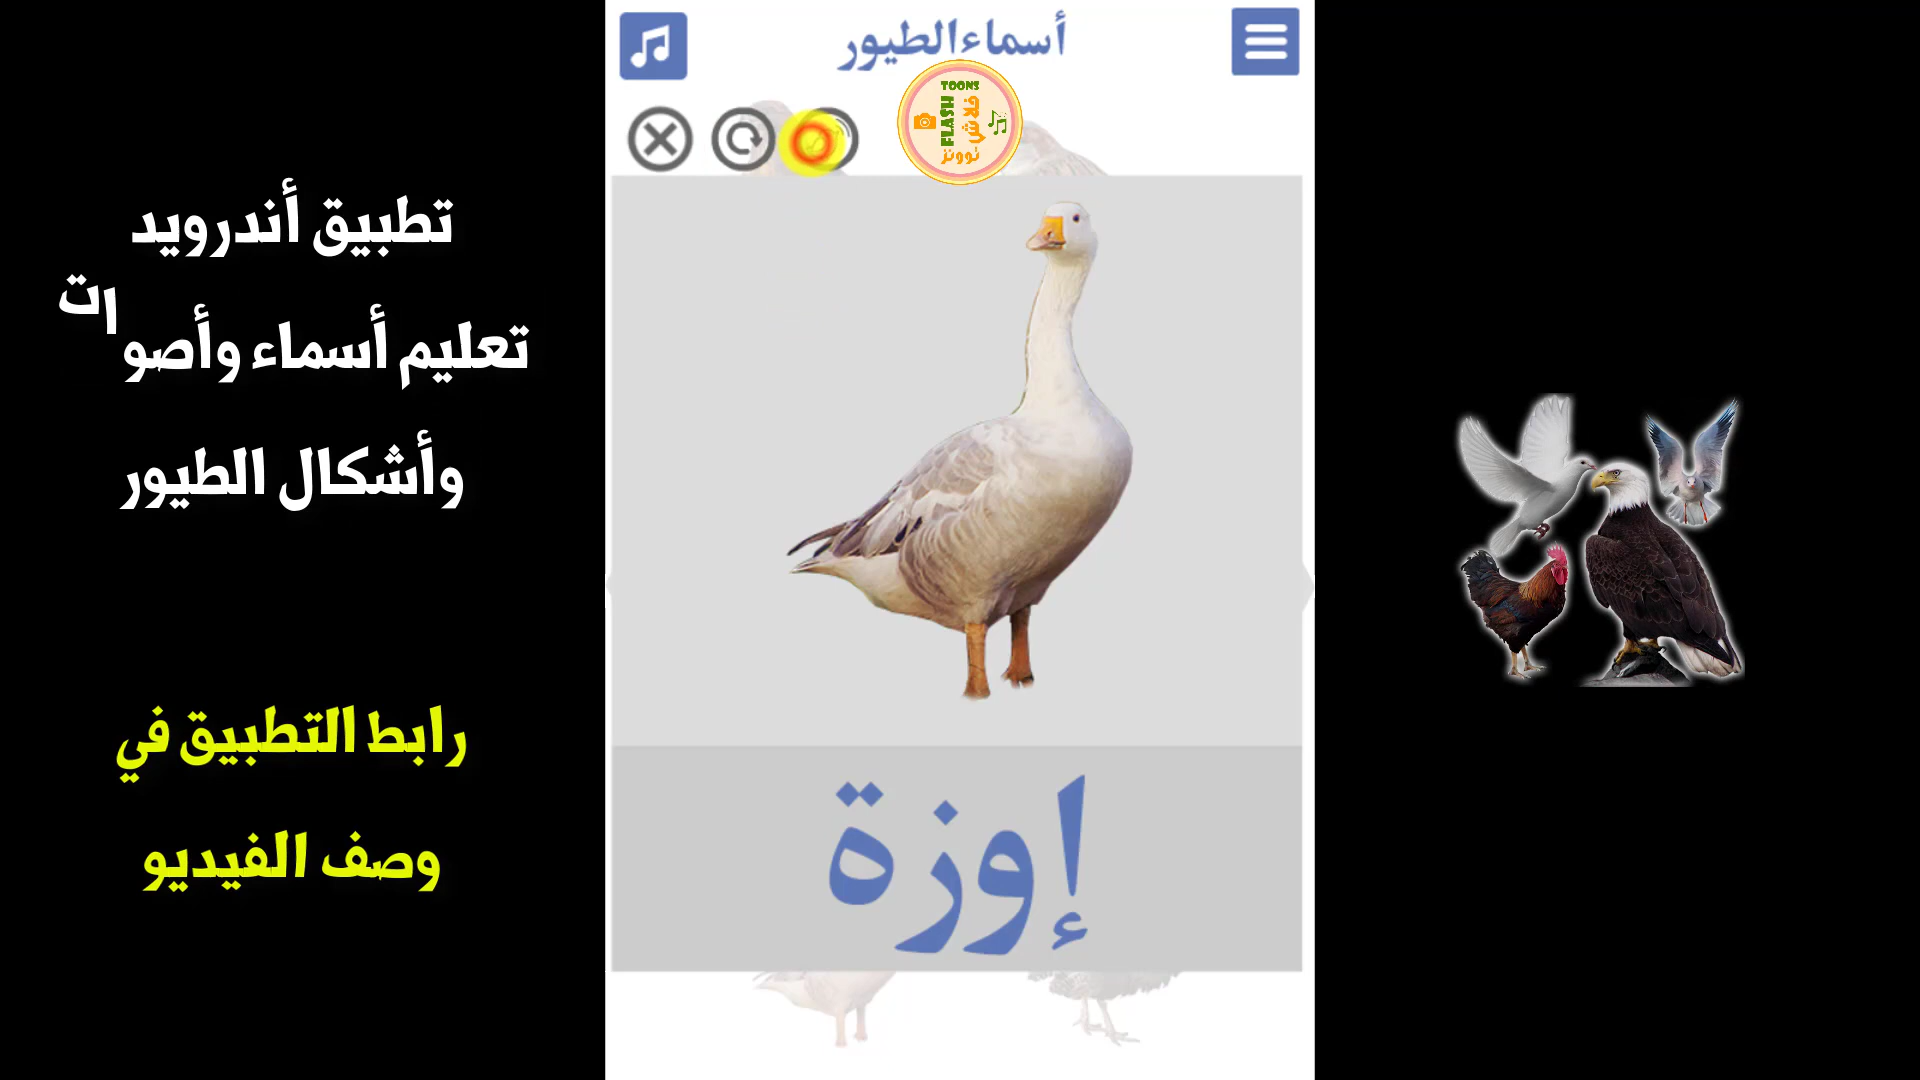 أسماء الطيور
TOONS
FLASH
فلاش
توونز
تطبيق أندرويد
تعليم أسماء وأصوات
وأشكال الطيور
إوزة
رابط التطبيق في
وصف الفيديو